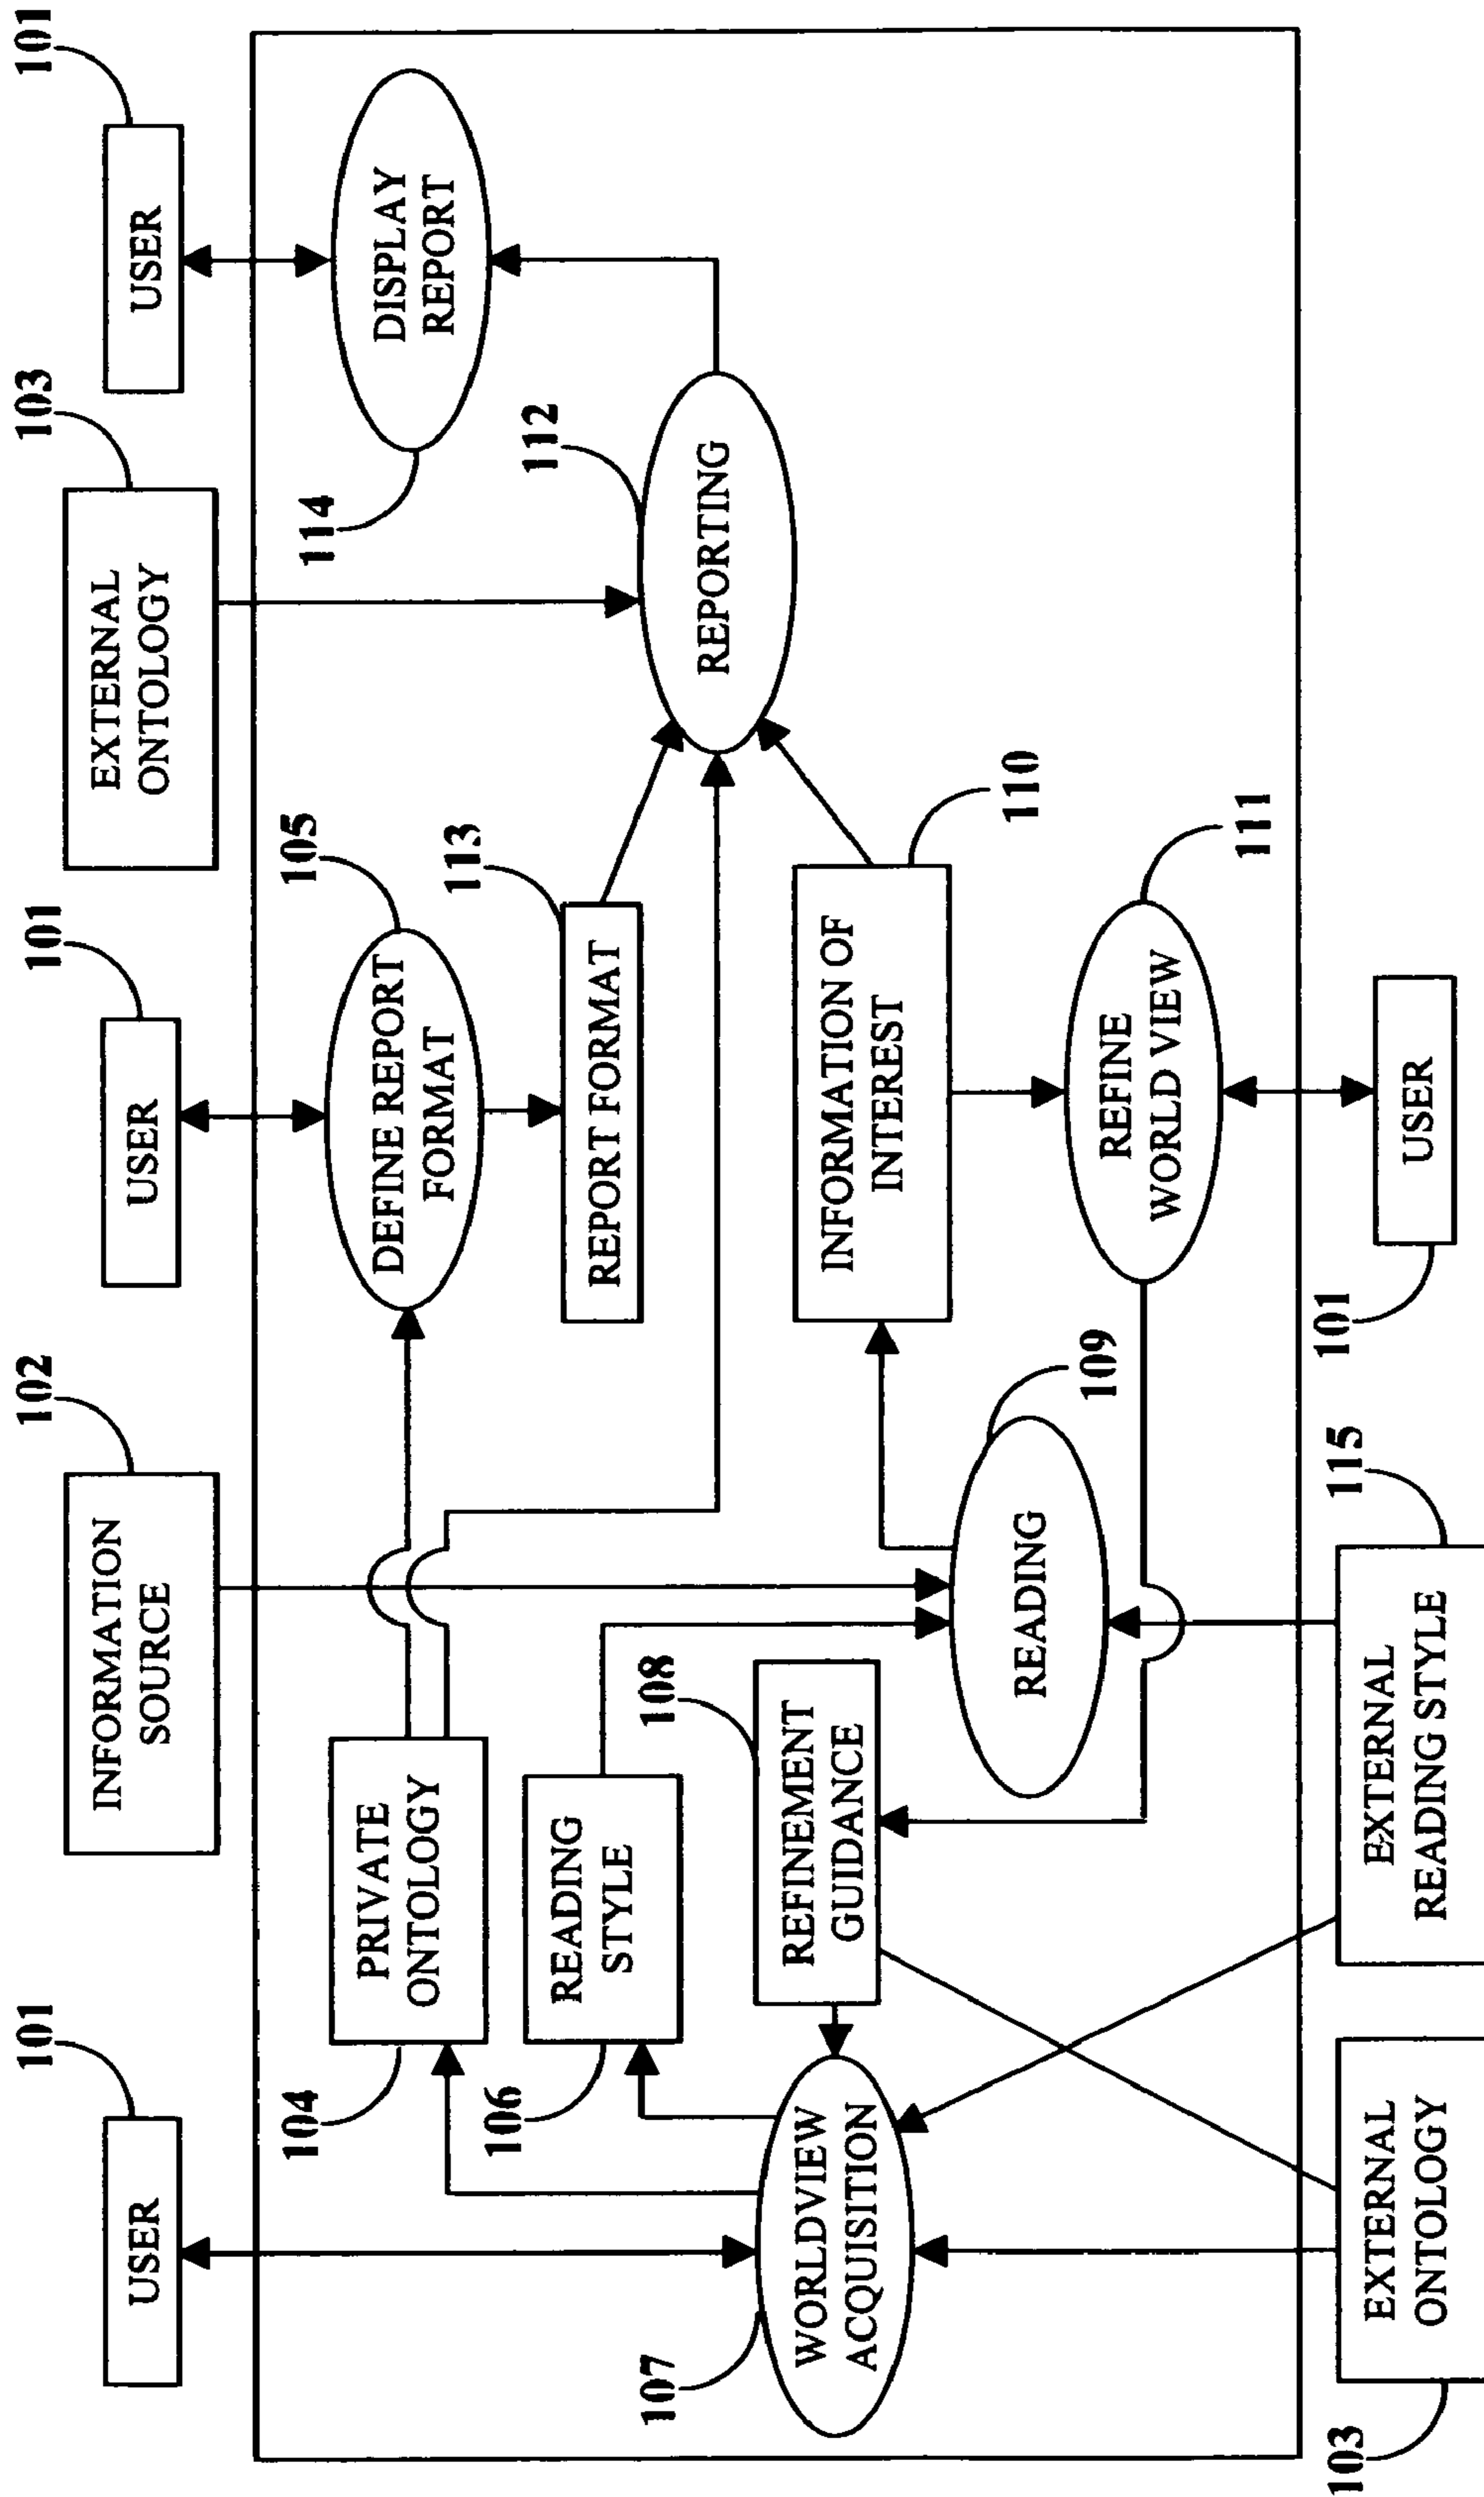 101
USER
102
INFORMATION
SOURCE
101
USER
103
EXTERNAL
ONTOLOGY
101
USER
104
PRIVATE
ONTOLOGY
105
DEFINE REPORT
FORMAT
114
DISPLAY
REPORT
106
READING
STYLE
113
REPORT FORMAT
112
REPORTING
107
WORLDVIEW
ACQUISITION
108
REFINEMENT
GUIDANCE
INFORMATION OF
INTEREST
110
READING
109
REFINE
WORLD VIEW
111
103
EXTERNAL
ONTOLOGY
EXTERNAL
READING STYLE
115
101
USER